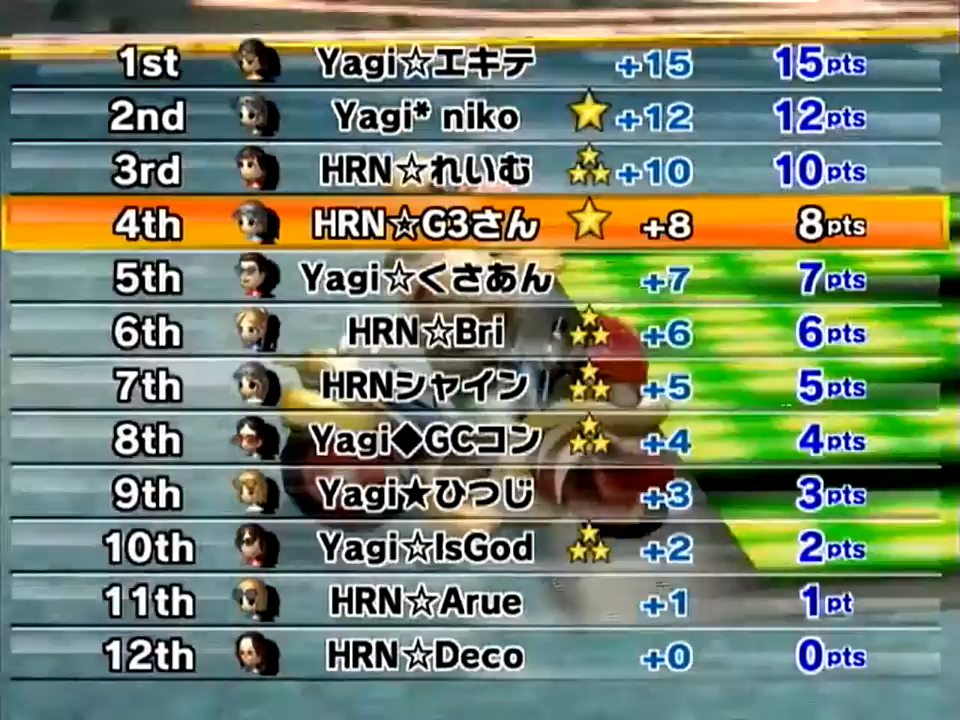 1st Yagi☆エキテ +15 15pts
2nd Yagi* niko +12 12pts
3rd HRN☆れいむ +10 10pts
4th HRN☆G3さん +8 8pts
5th Yagi☆くさあん +7 7pts
6th HRN☆Bri +6 6pts
7th HRNシャイン +5 5pts
8th Yagi◆GCコン +4 4pts
9th Yagi★ひつじ +3 3pts
10th Yagi☆IsGod +2 2pts
11th HRN☆Arue +1 1pt
12th HRN☆Deco +0 0pts